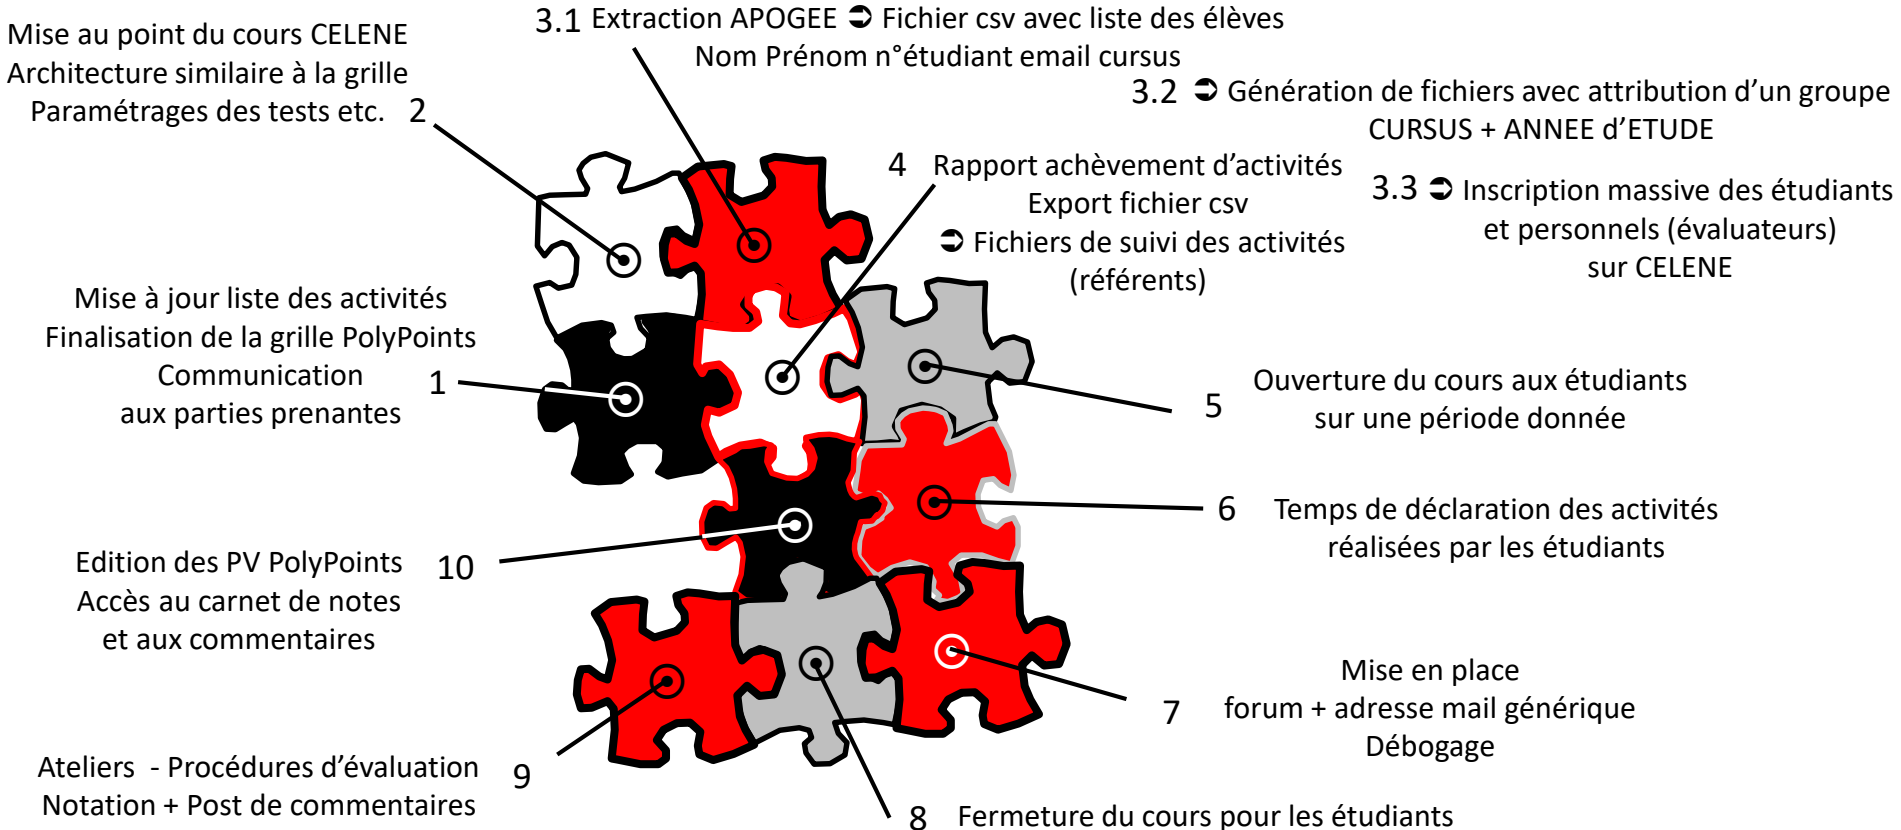 Mise au point du cours CELENE
Architecture similaire à la grille
Paramétrages des tests etc. 2
3.1 Extraction APOGEE ➲ Fichier csv avec liste des élèves
Nom Prénom n°étudiant email cursus
3.2 ➲ Génération de fichiers avec attribution d’un groupe
CURSUS + ANNEE d’ETUDE
3.3 ➲ Inscription massive des étudiants
et personnels (évaluateurs)
sur CELENE
4 Rapport achèvement d’activités
Export fichier csv
➲ Fichiers de suivi des activités
(référents)
Mise à jour liste des activités
Finalisation de la grille PolyPoints
Communication
aux parties prenantes
1
5 Ouverture du cours aux étudiants
sur une période donnée
6 Temps de déclaration des activités
réalisées par les étudiants
Edition des PV PolyPoints 10
Accès au carnet de notes
et aux commentaires
7 Mise en place
forum + adresse mail générique
Débogage
Ateliers - Procédures d’évaluation 9
Notation + Post de commentaires
8 Fermeture du cours pour les étudiants